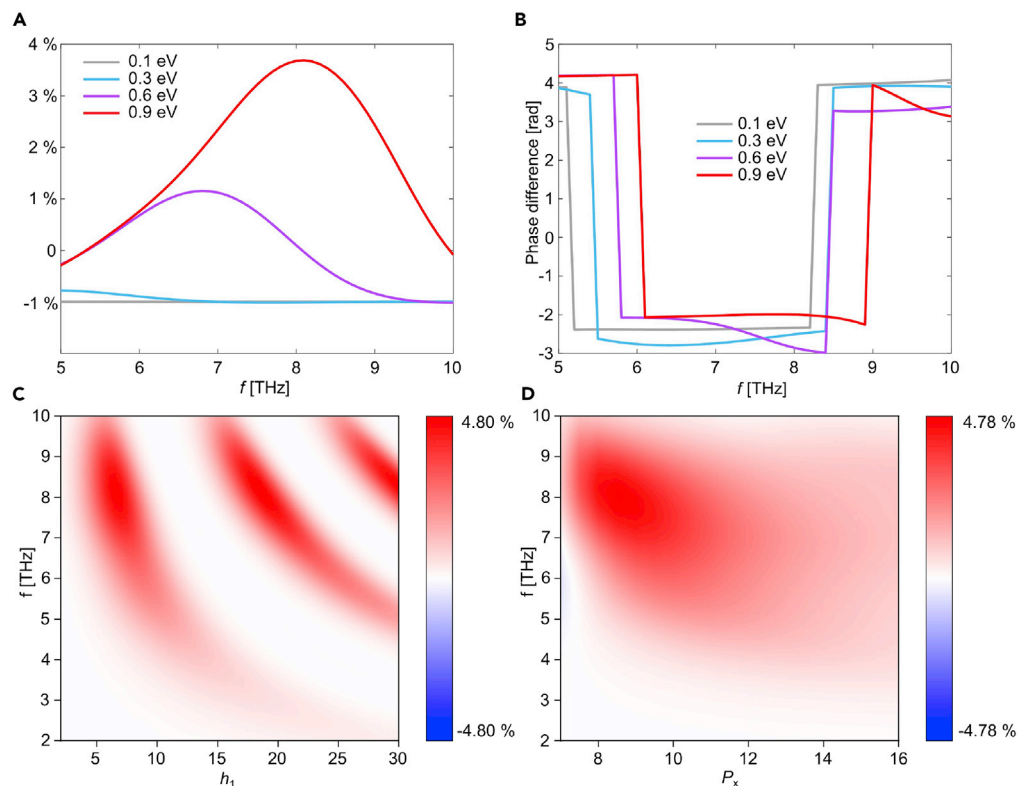 A
4 %
3 %
2 %
1 %
0
-1 %
0.1 eV
0.3 eV
0.6 eV
0.9 eV
5 6 7 8 9 10
f [THz]
B
Phase difference [rad]
5
4
3
2
1
0
-1
-2
-3
0.1 eV
0.3 eV
0.6 eV
0.9 eV
5 6 7 8 9 10
f [THz]
C
f [THz]
10
9
8
7
6
5
4
3
2
5 10 15 20 25 30
h1
4.80 %
-4.80 %
D
f [THz]
10
9
8
7
6
5
4
3
2
8 10 12 14 16
Px
4.78 %
-4.78 %